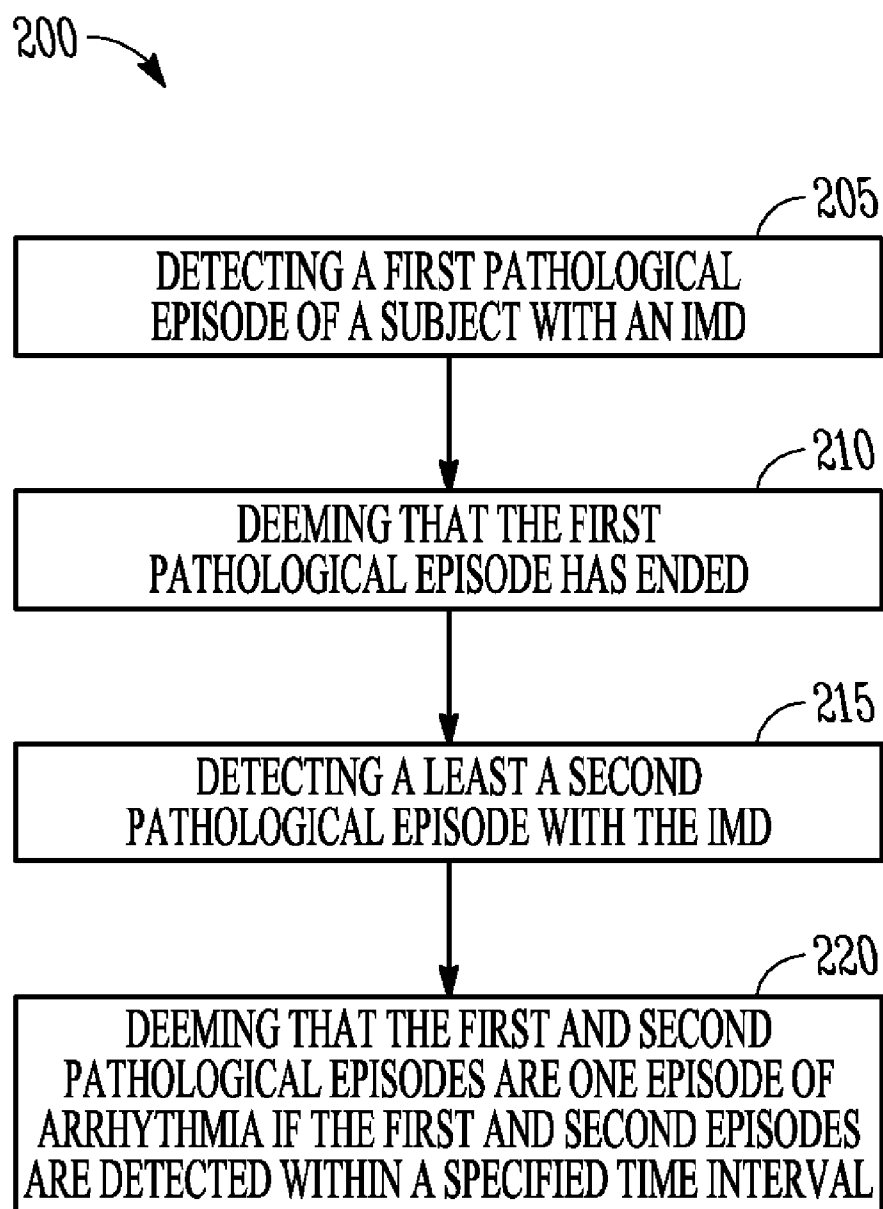 200
205
DETECTING A FIRST PATHOLOGICAL
EPISODE OF A SUBJECT WITH AN IMD
210
DEEMING THAT THE FIRST
PATHOLOGICAL EPISODE HAS ENDED
215
DETECTING A LEAST A SECOND
PATHOLOGICAL EPISODE WITH THE IMD
220
DEEMING THAT THE FIRST AND SECOND
PATHOLOGICAL EPISODES ARE ONE EPISODE OF
ARRHYTHMIA IF THE FIRST AND SECOND EPISODES
ARE DETECTED WITHIN A SPECIFIED TIME INTERVAL